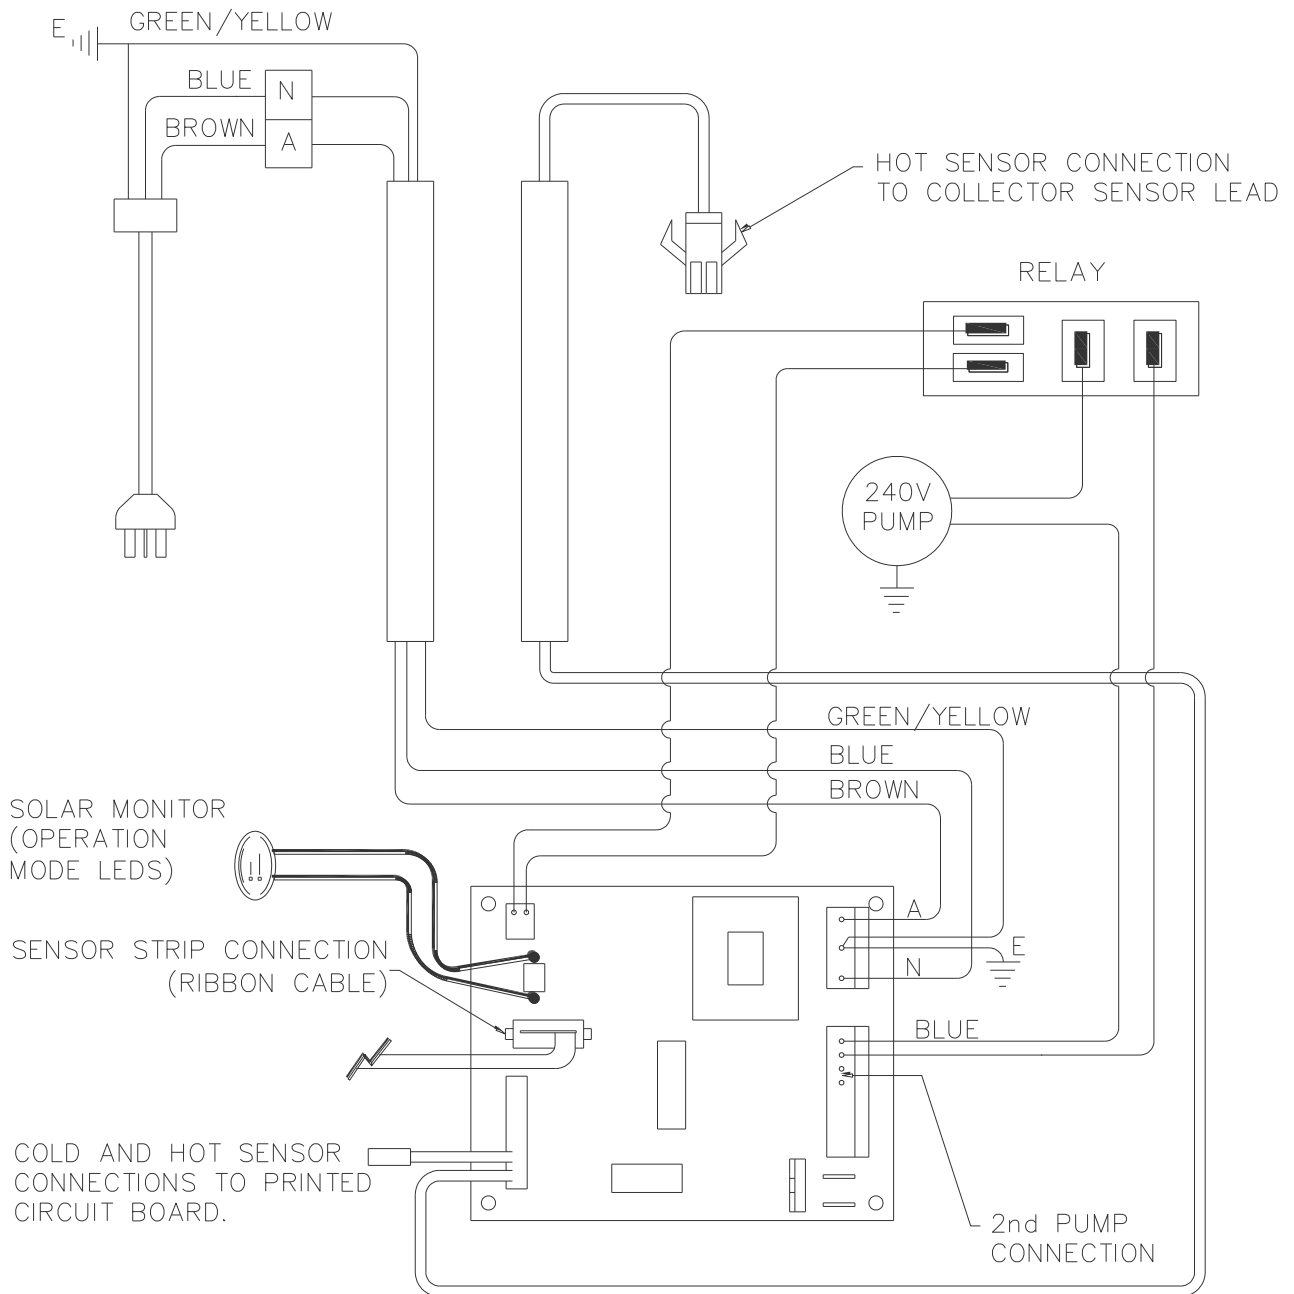 E
GREEN/YELLOW
BLUE
N
BROWN
A
HOT SENSOR CONNECTION
TO COLLECTOR SENSOR LEAD
RELAY
240V
PUMP
GREEN/YELLOW
BLUE
BROWN
SOLAR MONITOR
(OPERATION
MODE LEDS)
A
SENSOR STRIP CONNECTION
(RIBBON CABLE)
E
N
BLUE
COLD AND HOT SENSOR
CONNECTIONS TO PRINTED
CIRCUIT BOARD.
2nd PUMP
CONNECTION